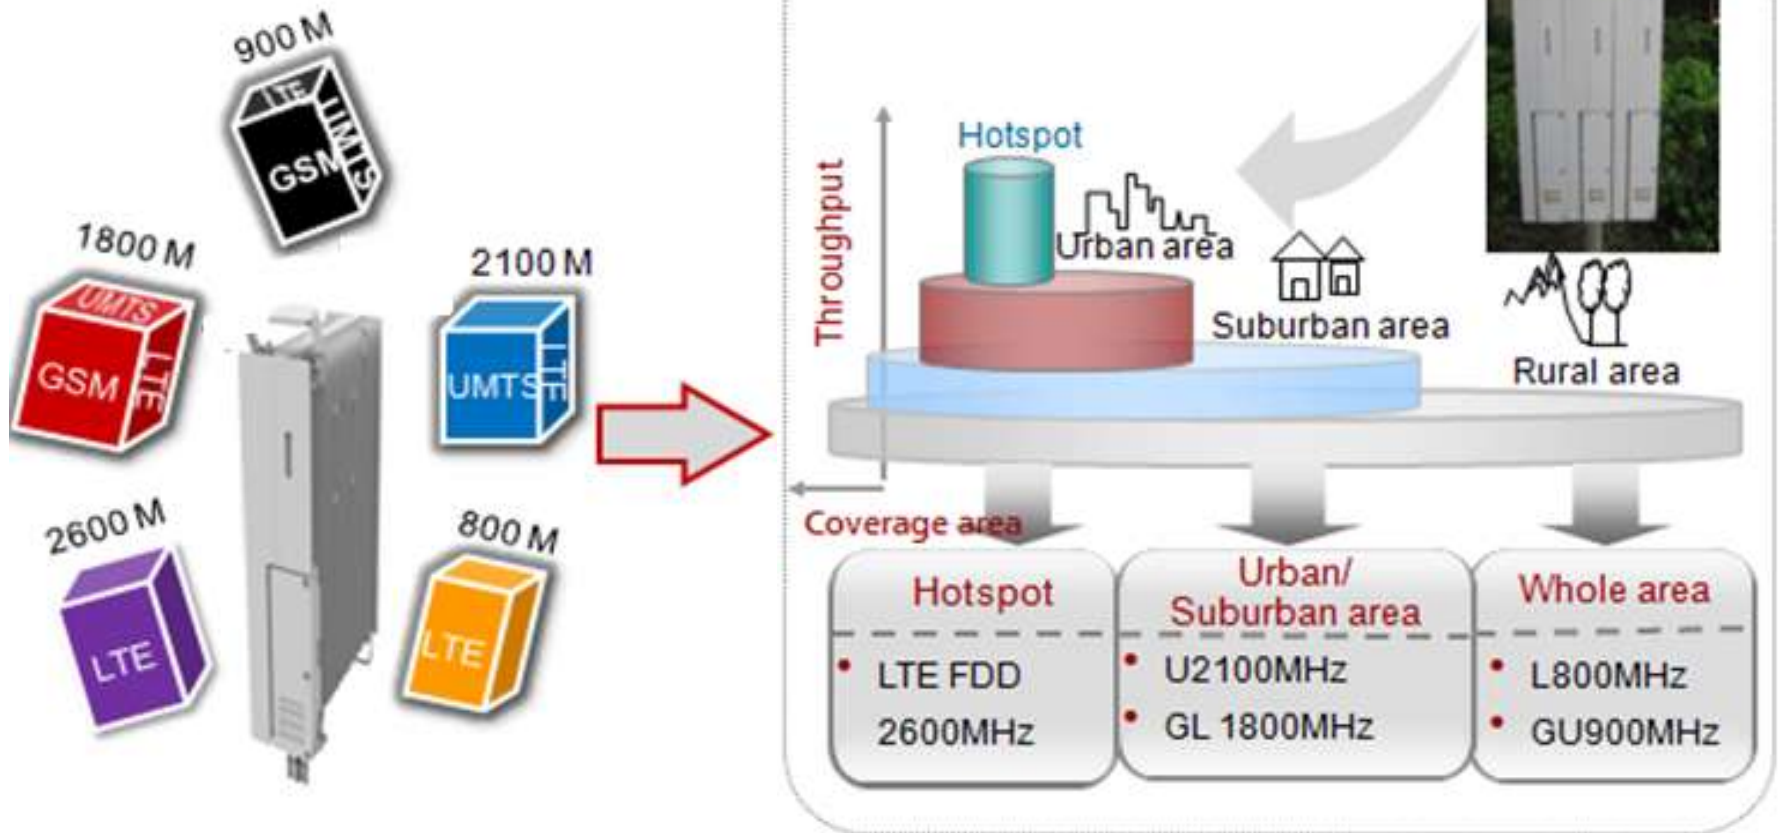 900 M
LTE
UMTS
GSM
1800 M
UMTS
GSM
LTE
2100 M
UMTS
LTE
2600 M
LTE
800 M
LTE
Throughput
Hotspot
Urban area
Suburban area
Rural area
Coverage area
Hotspot
• LTE FDD
2600MHz
Urban/
Suburban area
• U2100MHz
• GL 1800MHz
Whole area
• L800MHz
• GU900MHz